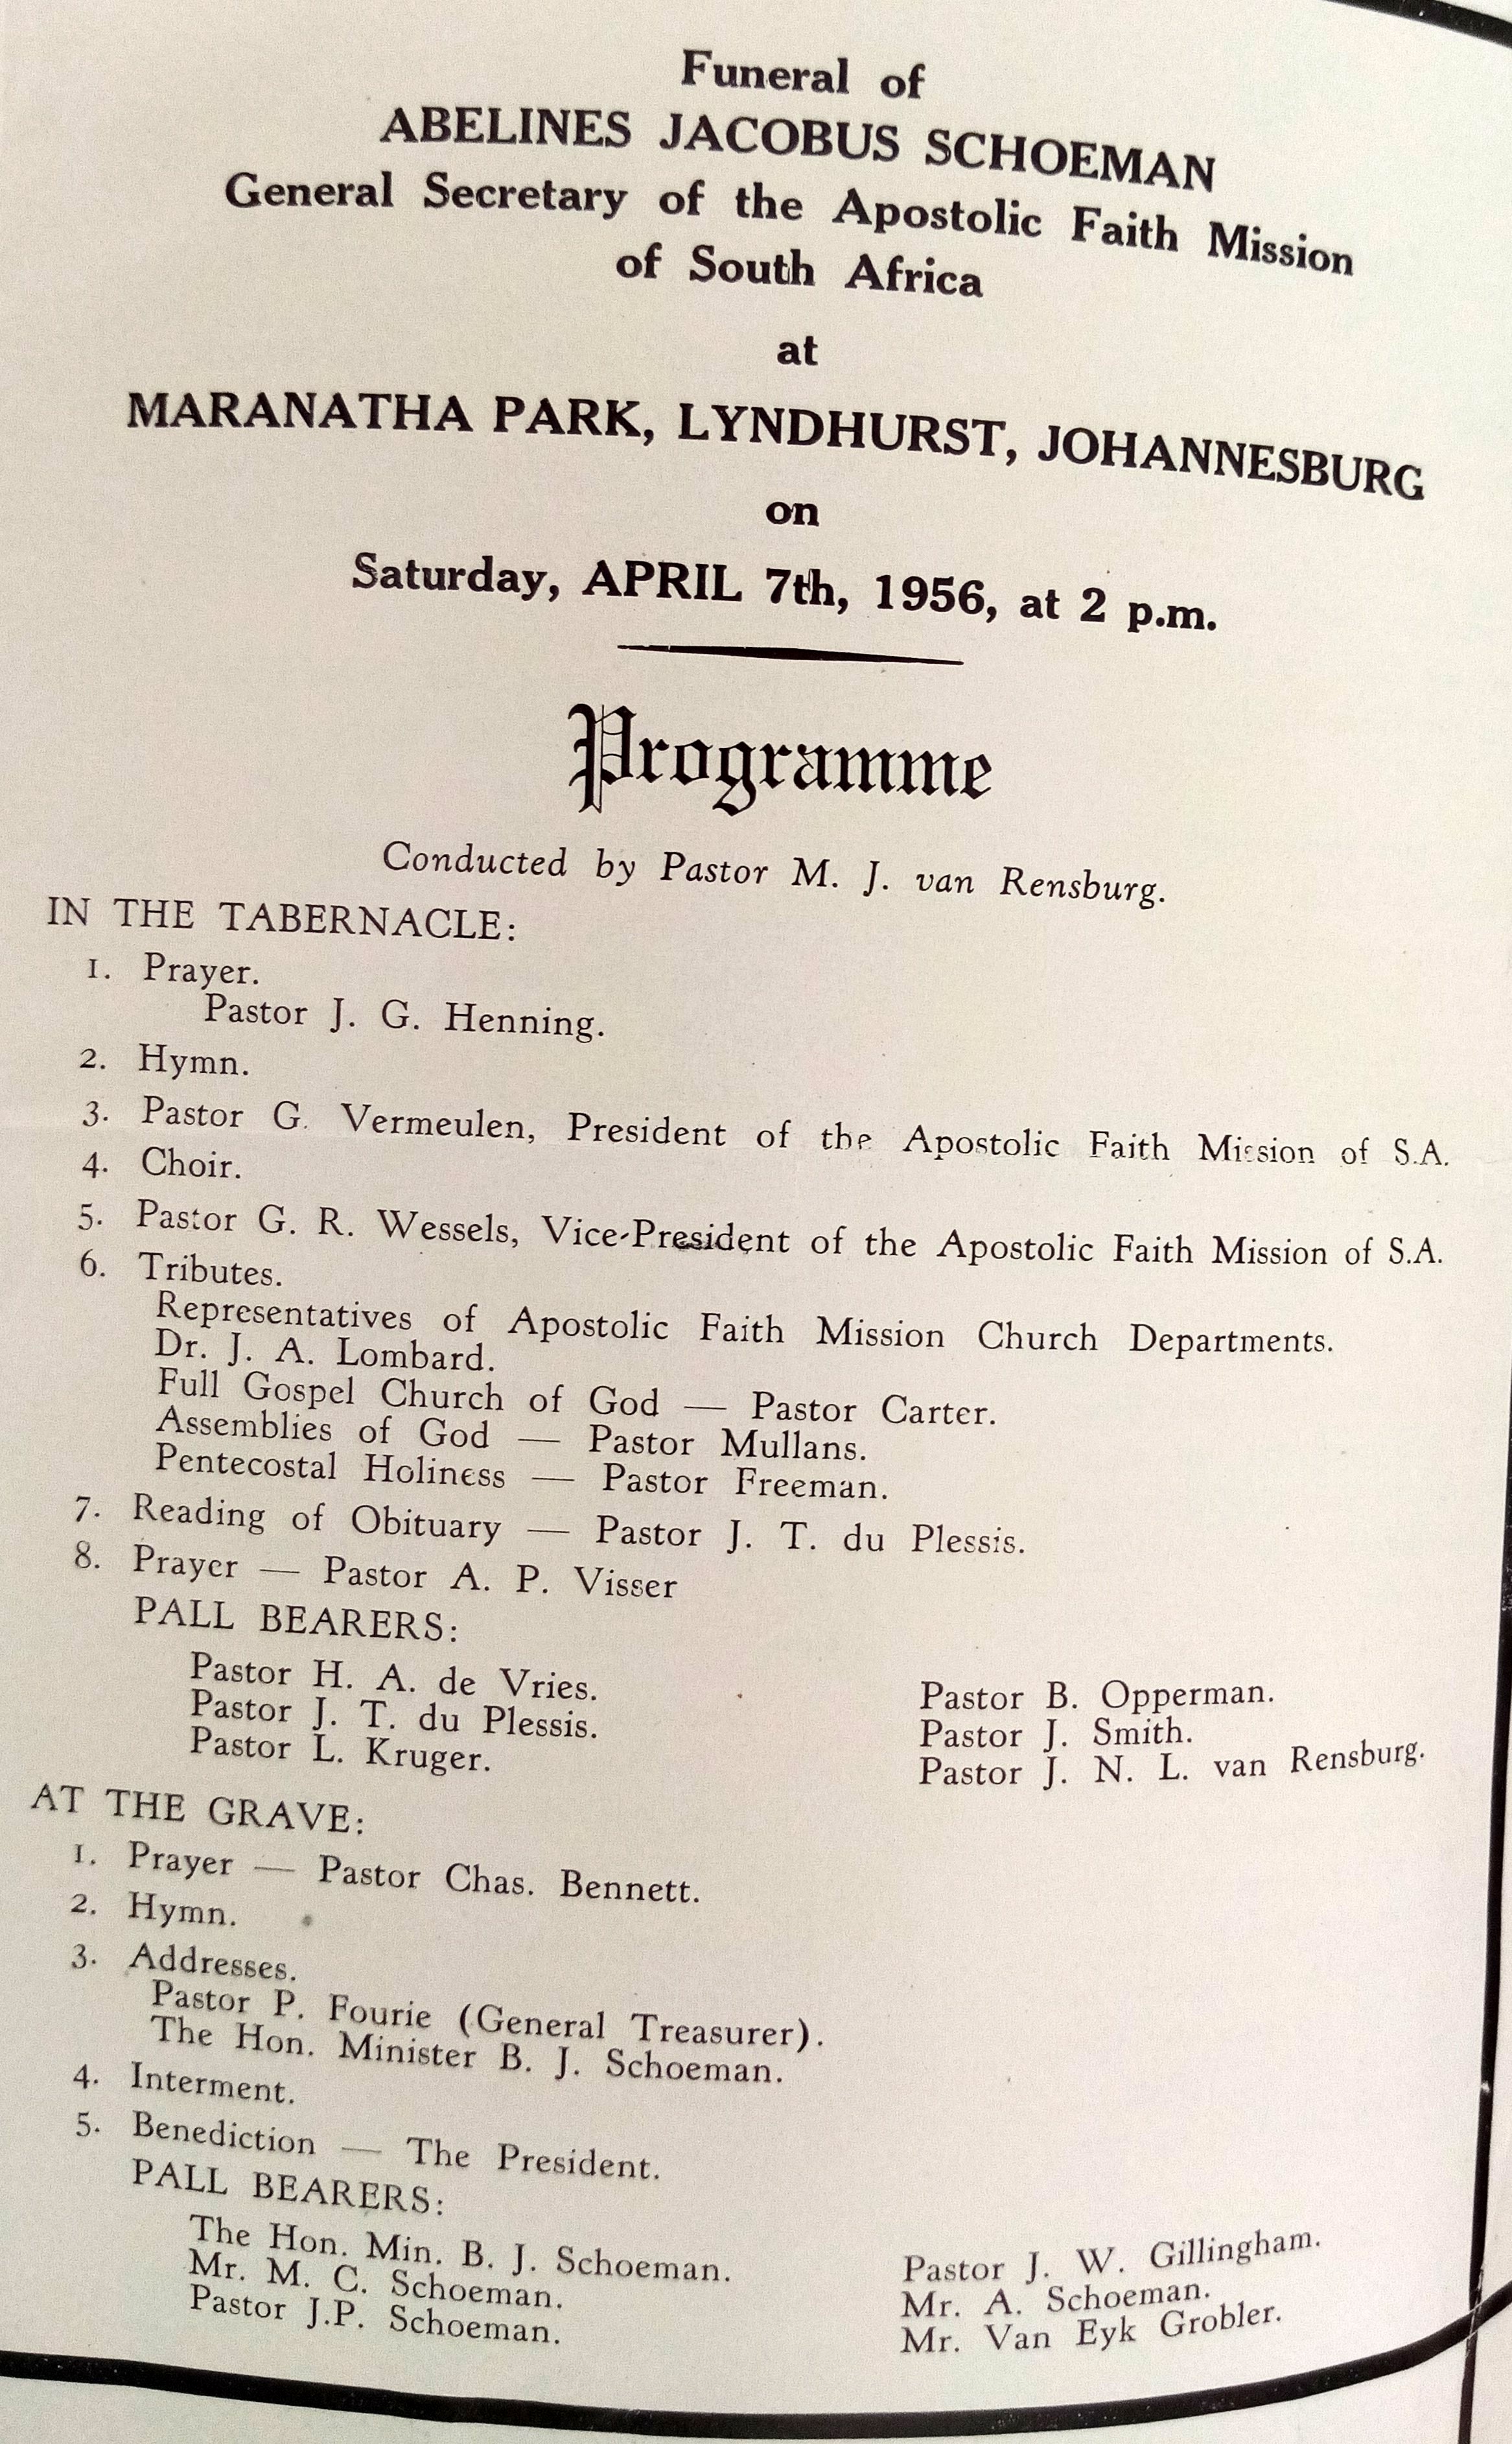 Funeral of
ABELINES JACOBUS SCHOEMAN
General Secretary of the Apostolic Faith Mission
of South Africa
at
MARANATHA PARK, LYNDHURST, JOHANNESBURG
on
Saturday, APRIL 7th, 1956, at 2 p.m.
Programme
Conducted by Pastor M. J. van Rensburg.
IN THE TABERNACLE:
1. Prayer.
Pastor J. G. Henning.
2. Hymn.
3. Pastor G. Vermeulen, President of the Apostolic Faith Mission of S.A.
4. Choir.
5. Pastor G. R. Wessels, Vice-President of the Apostolic Faith Mission of S.A.
6. Tributes.
Representatives of Apostolic Faith Mission Church Departments.
Dr. J. A. Lombard.
Full Gospel Church of God — Pastor Carter.
Assemblies of God — Pastor Mullans.
Pentecostal Holiness — Pastor Freeman.
7. Reading of Obituary — Pastor J. T. du Plessis.
8. Prayer — Pastor A. P. Visser
PALL BEARERS:
Pastor H. A. de Vries. Pastor B. Opperman.
Pastor J. T. du Plessis. Pastor J. Smith.
Pastor L. Kruger. Pastor J. N. L. van Rensburg.
AT THE GRAVE:
1. Prayer — Pastor Chas. Bennett.
2. Hymn.
3. Addresses.
Pastor P. Fourie (General Treasurer).
The Hon. Minister B. J. Schoeman.
4. Interment.
5. Benediction — The President.
PALL BEARERS:
The Hon. Min. B. J. Schoeman. Pastor J. W. Gillingham.
Mr. M. C. Schoeman. Mr. A. Schoeman.
Pastor J.P. Schoeman. Mr. Van Eyk Grobler.